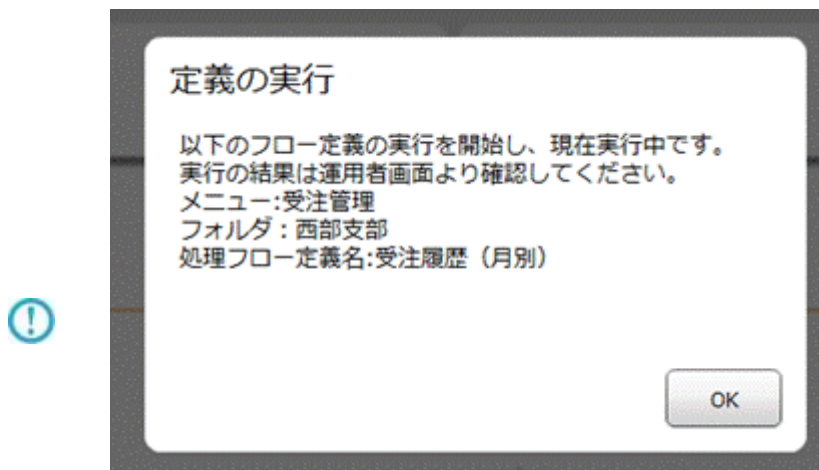 定義の実行
以下のフロー定義の実行を開始し、現在実行中です。
実行の結果は運用者画面より確認してください。
メニュー:受注管理
フォルダ：西部支部
処理フロー定義名:受注履歴（月別）
OK